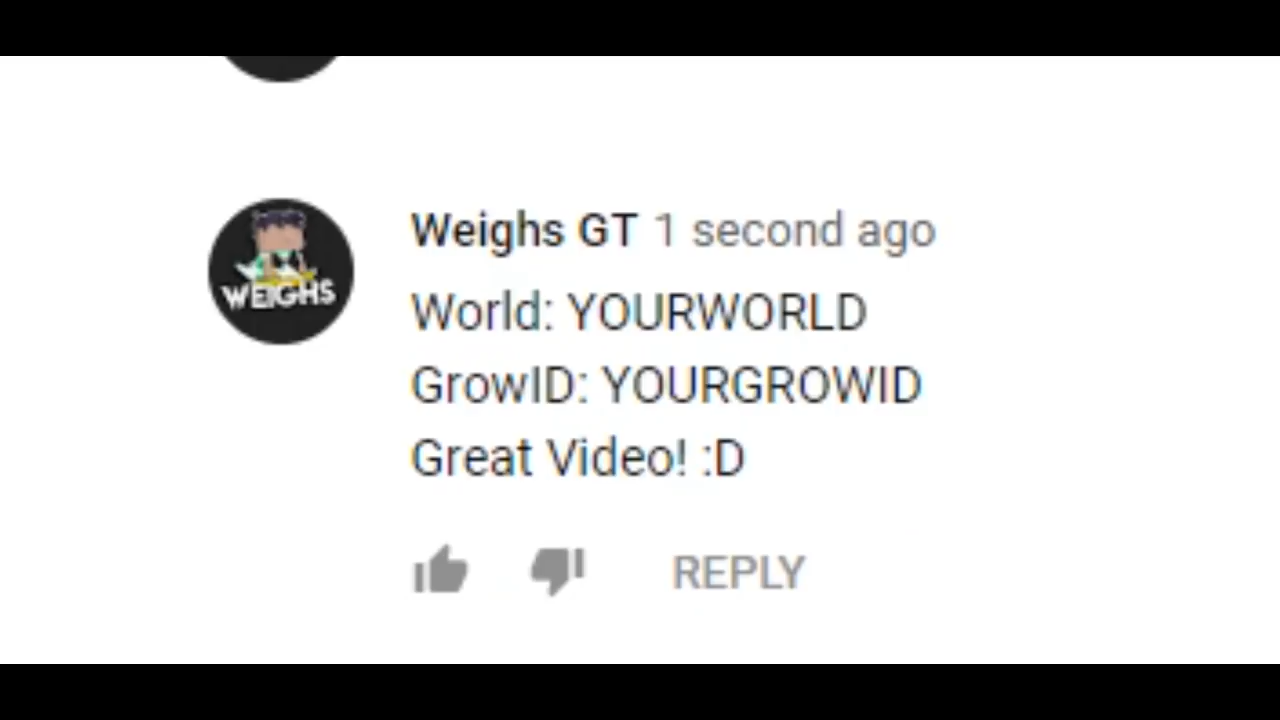 WEIGHS
Weighs GT 1 second ago
World: YOURWORLD
GrowID: YOURGROWID
Great Video! :D
REPLY